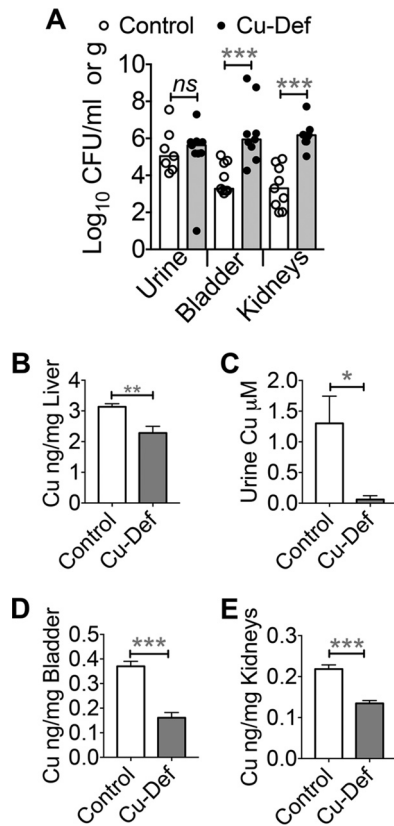 A
Control Cu-Def
Log10 CFU/ml or g
10
8
6
4
2
0
ns
***
***
Urine
Bladder
Kidneys
B
Cu ng/mg Liver
4
3
2
1
0
**
Control
Cu-Def
C
Urine Cu µM
2.0
1.5
1.0
0.5
0.0
*
Control
Cu-Def
D
Cu ng/mg Bladder
0.5
0.4
0.3
0.2
0.1
0.0
***
Control
Cu-Def
E
Cu ng/mg Kidneys
0.3
0.2
0.1
0.0
***
Control
Cu-Def